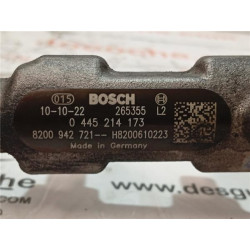 015 BOSCH
10-10-22 265355 L2
0 445 214 173
8200 942 721-- H8200610223
Made in Germany
www.desg